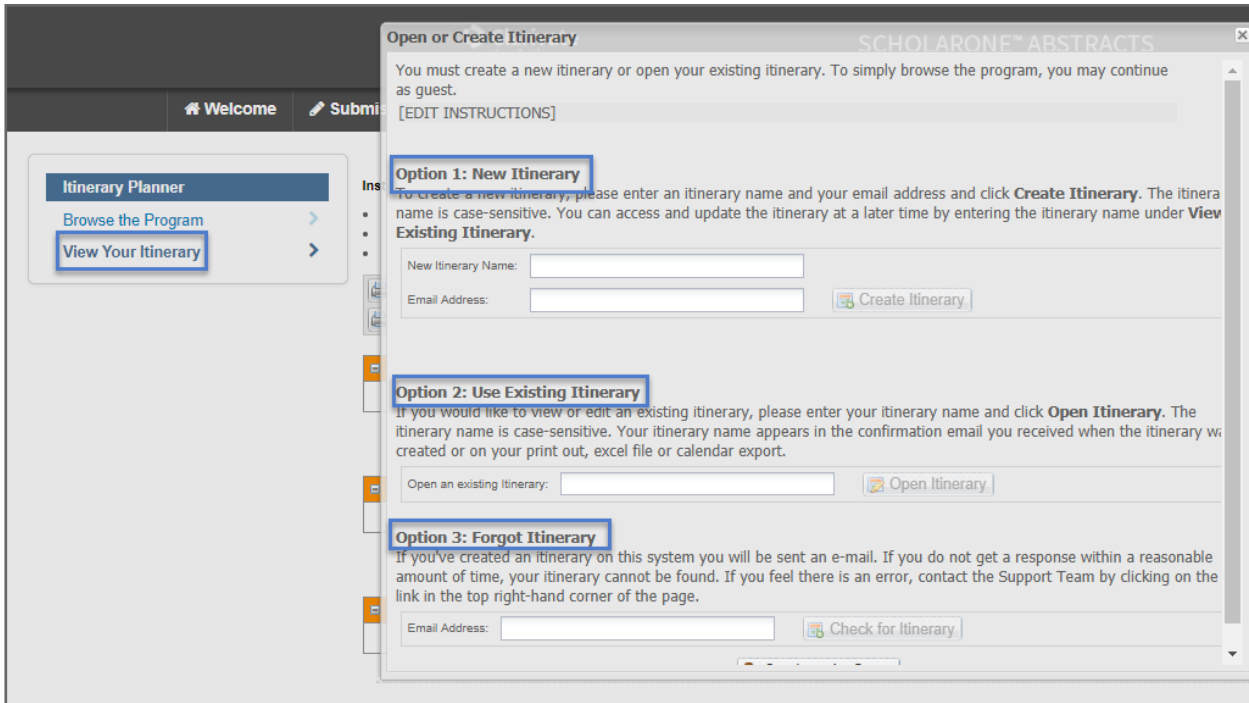 Open or Create Itinerary
SCHOLARONE™ ABSTRACTS
You must create a new itinerary or open your existing itinerary. To simply browse the program, you may continue
as guest.
[EDIT INSTRUCTIONS]
Welcome
Submis
Itinerary Planner
Browse the Program
View Your Itinerary
Ins
Option 1: New Itinerary
To create a new itinerary, please enter an itinerary name and your email address and click Create Itinerary. The itinera
name is case-sensitive. You can access and update the itinerary at a later time by entering the itinerary name under View
Existing Itinerary.
New Itinerary Name:
Email Address:
Create Itinerary
Option 2: Use Existing Itinerary
If you would like to view or edit an existing itinerary, please enter your itinerary name and click Open Itinerary. The
itinerary name is case-sensitive. Your itinerary name appears in the confirmation email you received when the itinerary wa
created or on your print out, excel file or calendar export.
Open an existing Itinerary:
Open Itinerary
Option 3: Forgot Itinerary
If you've created an itinerary on this system you will be sent an e-mail. If you do not get a response within a reasonable
amount of time, your itinerary cannot be found. If you feel there is an error, contact the Support Team by clicking on the
link in the top right-hand corner of the page.
Email Address:
Check for Itinerary